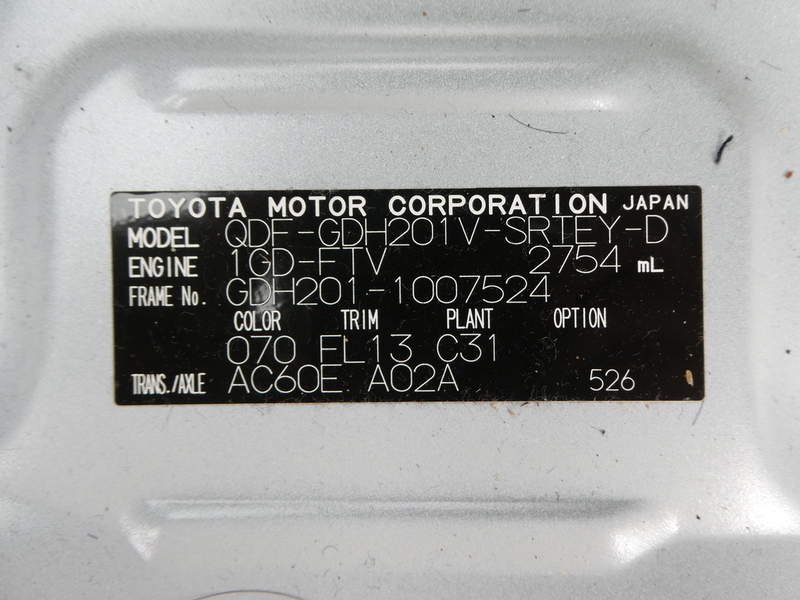 TOYOTA MOTOR CORPORATION JAPAN
MODEL QDF-GDH201V-SRTEY-D
ENGINE 1GD-FTV 2754 mL
FRAME No. GDH201-1007524
COLOR TRIM PLANT OPTION
070 FL13 C31
TRANS./AXLE AC60E A02A 526